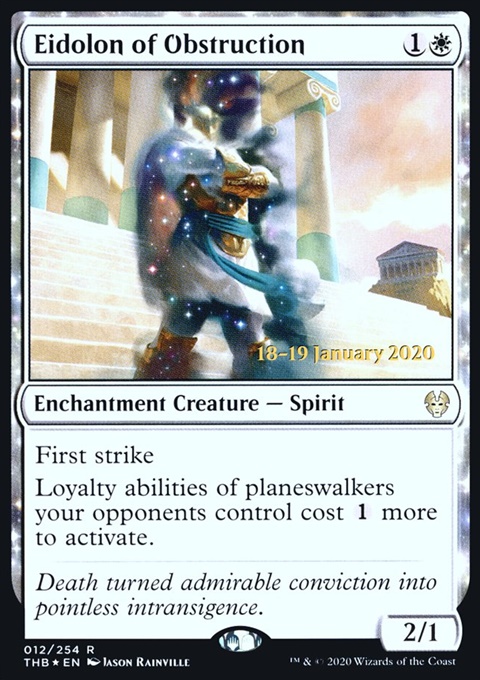 Eidolon of Obstruction 1
18-19 January 2020
Enchantment Creature — Spirit
First strike
Loyalty abilities of planeswalkers
your opponents control cost 1 more
to activate.
Death turned admirable conviction into
pointless intransigence.
2/1
012/254 R
THB★EN Jason Rainville
™ & © 2020 Wizards of the Coast